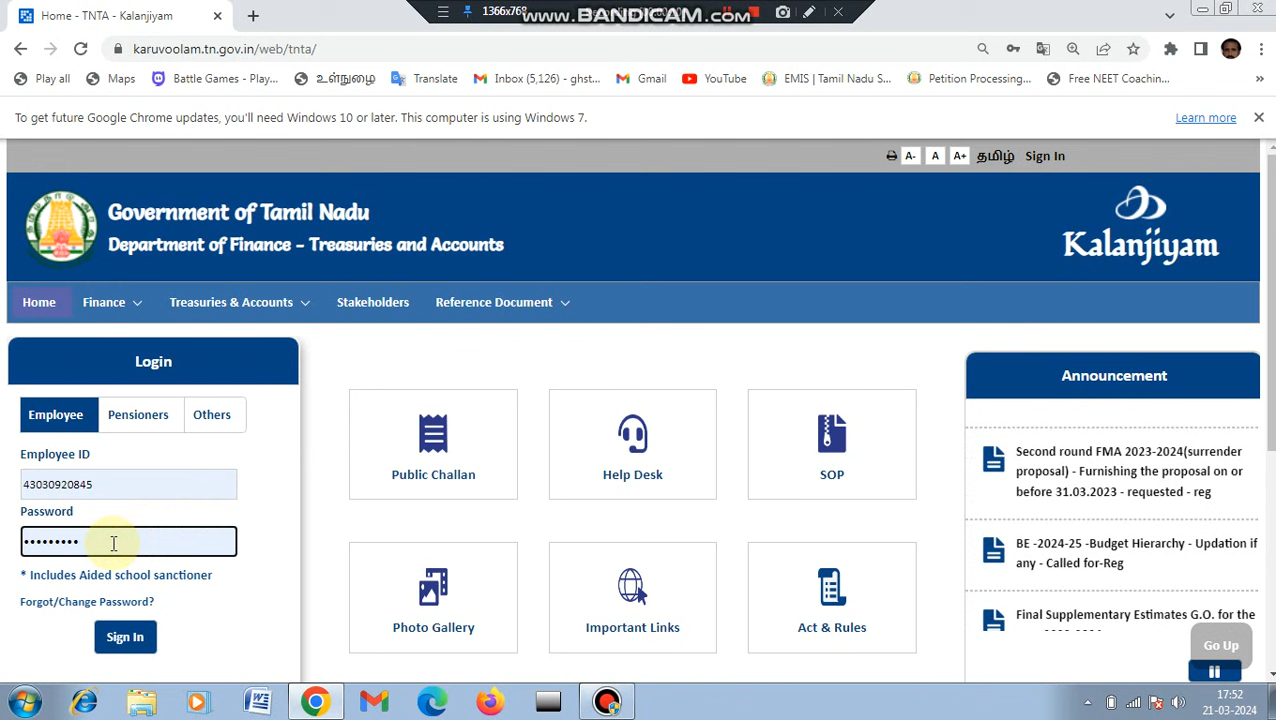 Home - TNTA - Kalanjiyam
1366x768
www.BANDICAM.com
karuvoolam.tn.gov.in/web/tnta/
Play all
Maps
Battle Games - Play...
உள்நுழை
Translate
Inbox (5,126) - ghst...
Gmail
YouTube
EMIS | Tamil Nadu S...
Petition Processing...
Free NEET Coachin...
To get future Google Chrome updates, you'll need Windows 10 or later. This computer is using Windows 7.
Learn more
A-
A
A+
தமிழ்
Sign In
Government of Tamil Nadu
Department of Finance - Treasuries and Accounts
Kalanjiyam
Home
Finance
Treasuries & Accounts
Stakeholders
Reference Document
Login
Employee
Pensioners
Others
Employee ID
43030920845
Password
* Includes Aided school sanctioner
Forgot/Change Password?
Sign In
Public Challan
Help Desk
SOP
Photo Gallery
Important Links
Act & Rules
Announcement
Second round FMA 2023-2024(surrender
proposal) - Furnishing the proposal on or
before 31.03.2023 - requested - reg
BE -2024-25 -Budget Hierarchy - Updation if
any - Called for-Reg
Final Supplementary Estimates G.O. for the
Go Up
17:52
21-03-2024